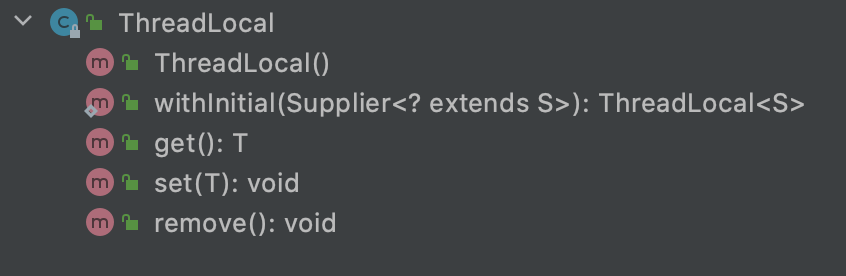 ThreadLocal
ThreadLocal()
withInitial(Supplier<? extends S>): ThreadLocal<S>
get(): T
set(T): void
remove(): void